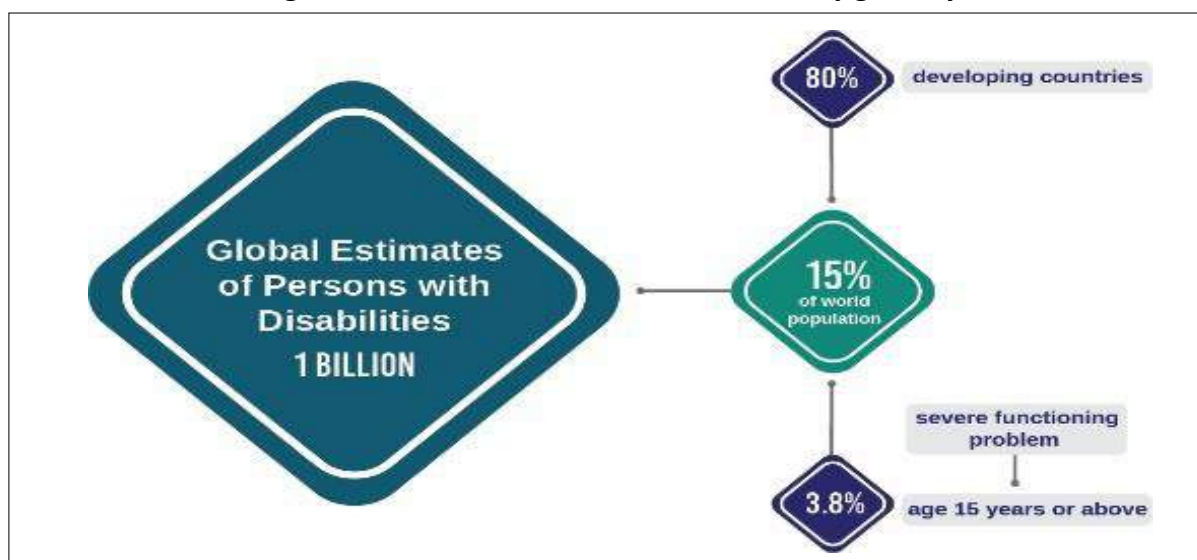 Global Estimates
of Persons with
Disabilities
1 BILLION
80%
developing countries
15%
of world
population
severe functioning
problem
3.8%
age 15 years or above